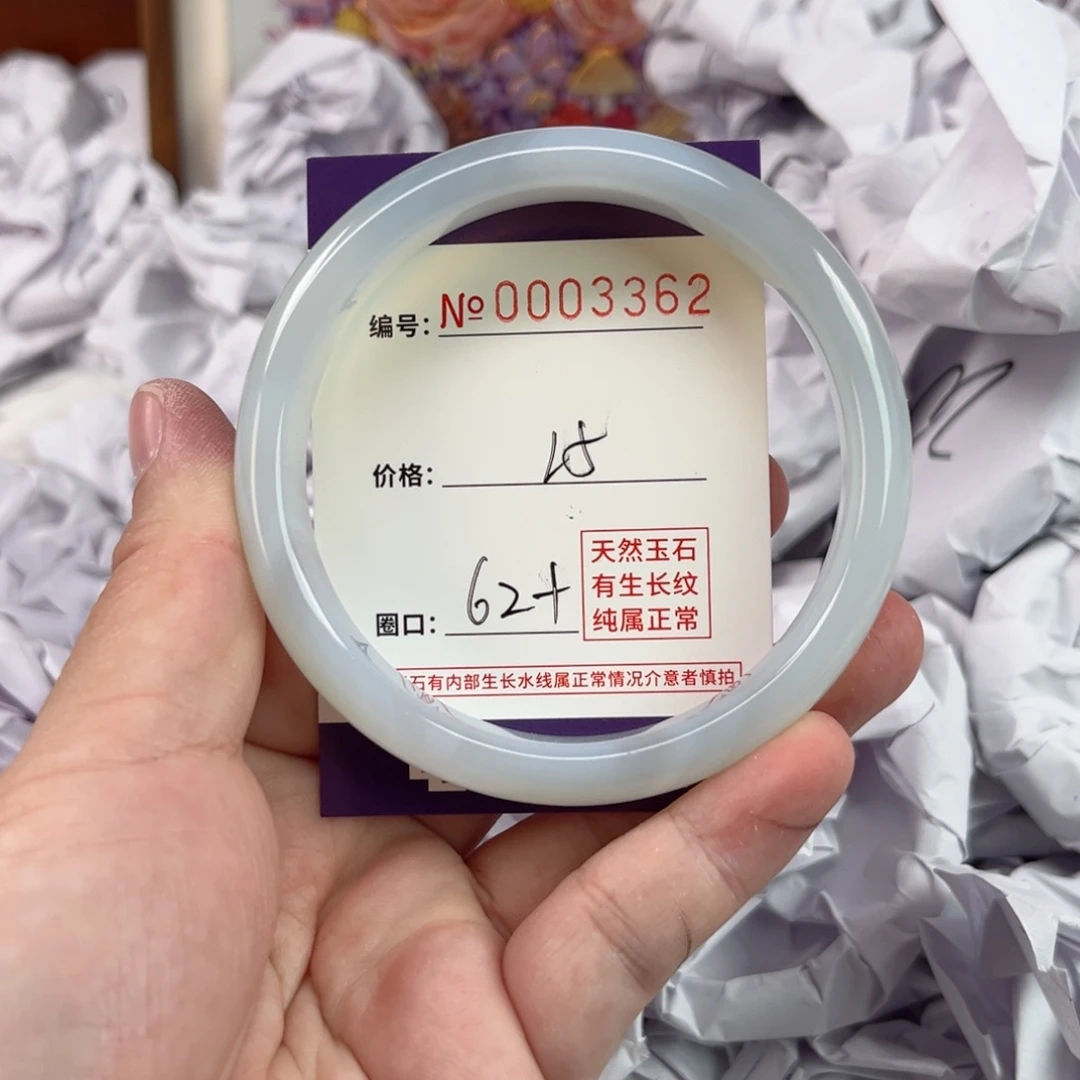 编号: №0003362
价格:
圈口: 62+
天然玉石
有生长纹
纯属正常
石有内部生长水线属正常情况介意者慎拍